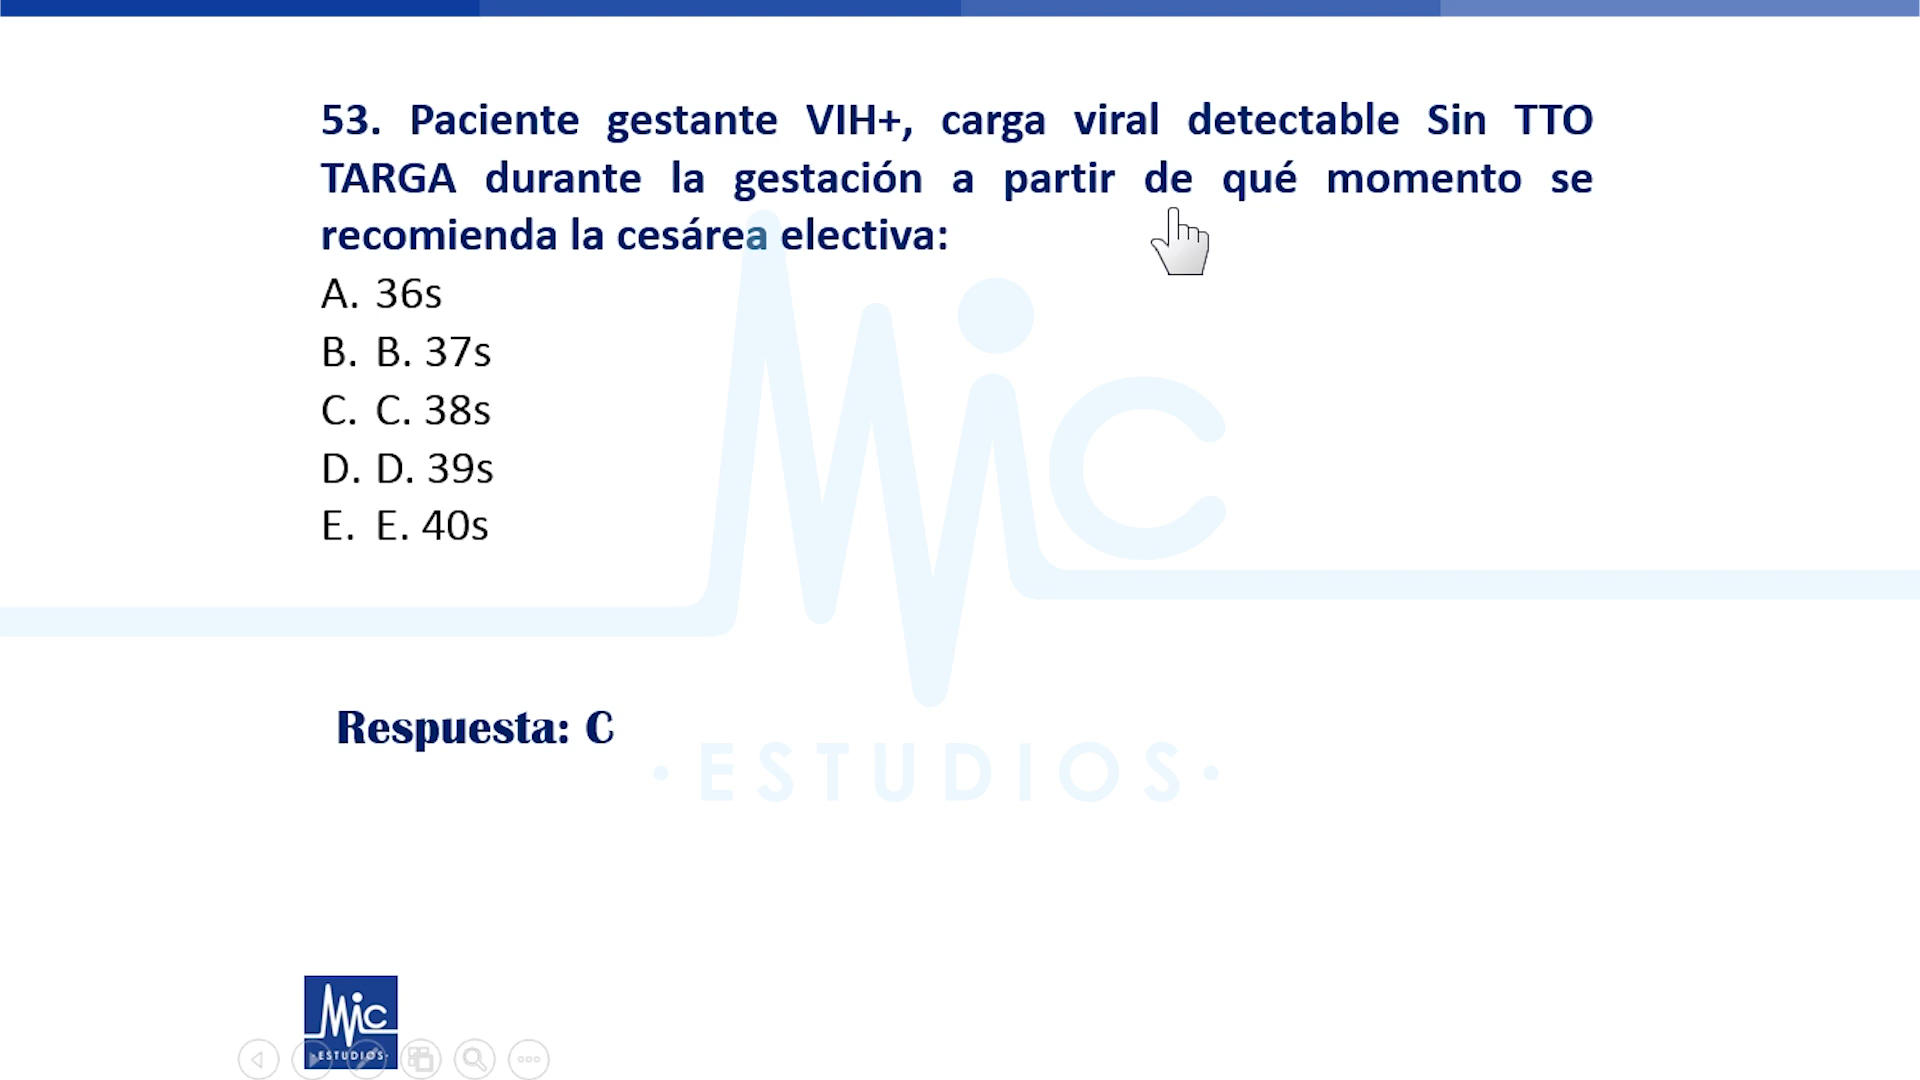 53. Paciente gestante VIH+, carga viral detectable Sin TTO
TARGA durante la gestación a partir de qué momento se
recomienda la cesárea electiva:
A. 36s
B. B. 37s
C. C. 38s
D. D. 39s
E. E. 40s
Mic
Respuesta: C
·ESTUDIOS·
Mic
·ESTUDIOS·